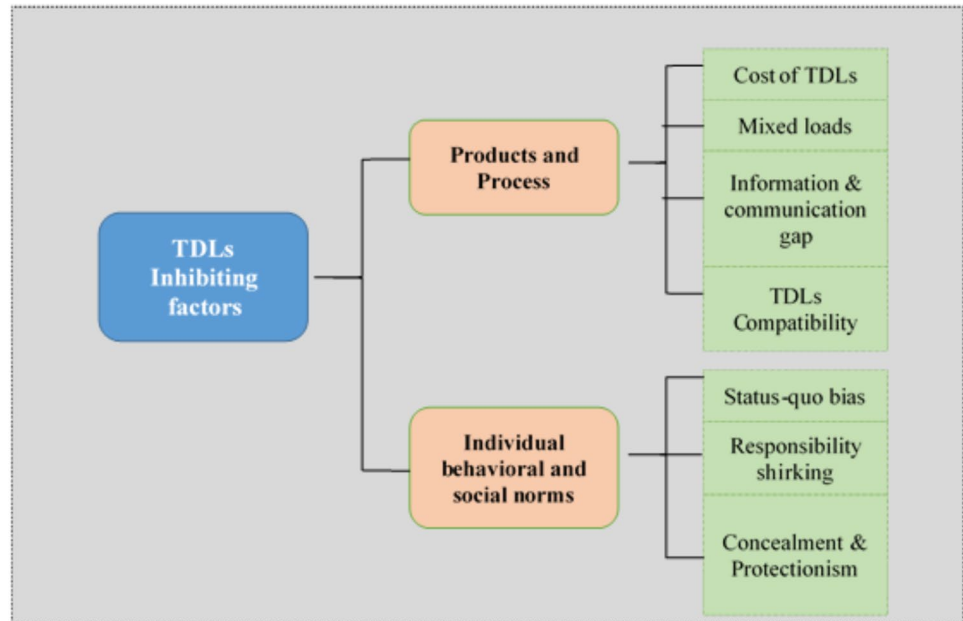 TDLs
Inhibiting
factors
Products and
Process
Cost of TDLs
Mixed loads
Information &
communication
gap
TDLs
Compatibility
Individual
behavioral and
social norms
Status-quo bias
Responsibility
shirking
Concealment &
Protectionism